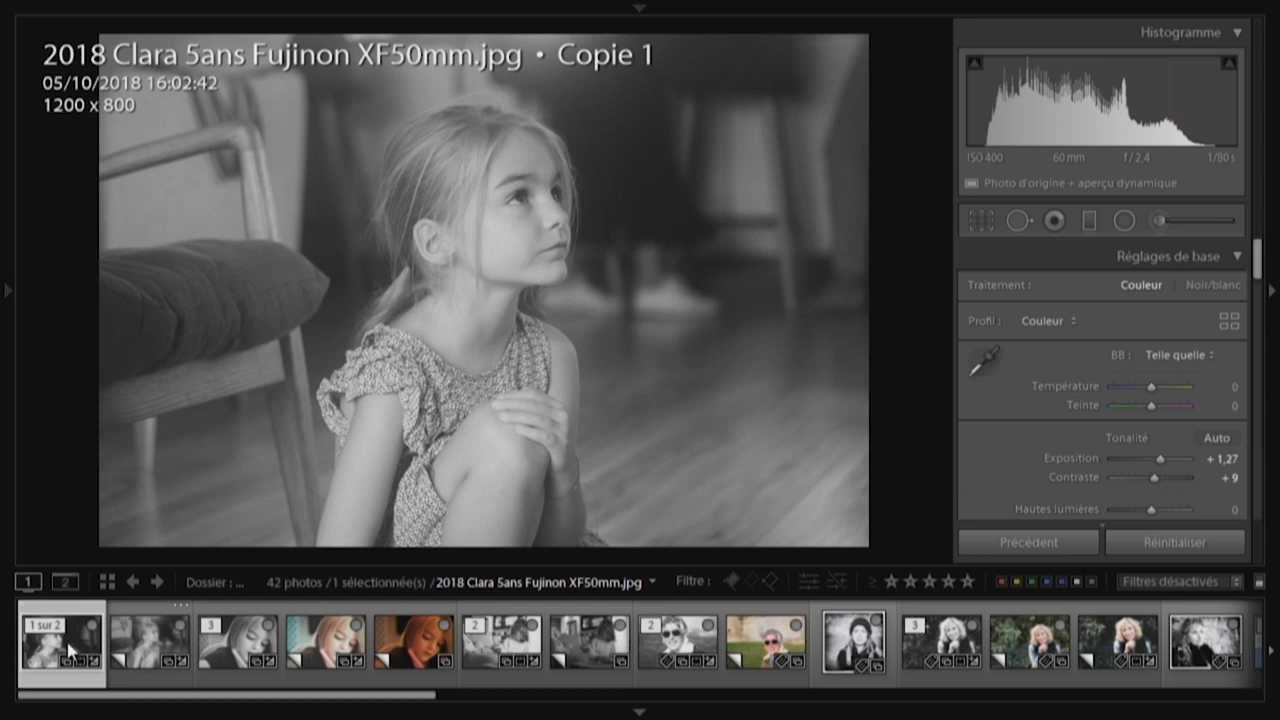 2018 Clara 5ans Fujinon XF50mm.jpg • Copie 1
05/10/2018 16:02:42
1200 x 800
Histogramme
ISO 400 60 mm f / 2,4 1/80 s
Photo d'origine + aperçu dynamique
Réglages de base
Traitement : Couleur Noir/blanc
Profil : Couleur
BB : Telle quelle
Température 0
Teinte 0
Tonalité Auto
Exposition + 1,27
Contraste + 9
Hautes lumières 0
Précédent Réinitialiser
1 2 Dossier : ... 42 photos / 1 sélectionnée(s) / 2018 Clara 5ans Fujinon XF50mm.jpg Filtre : Filtres désactivés
1 sur 2 3 2 2 3